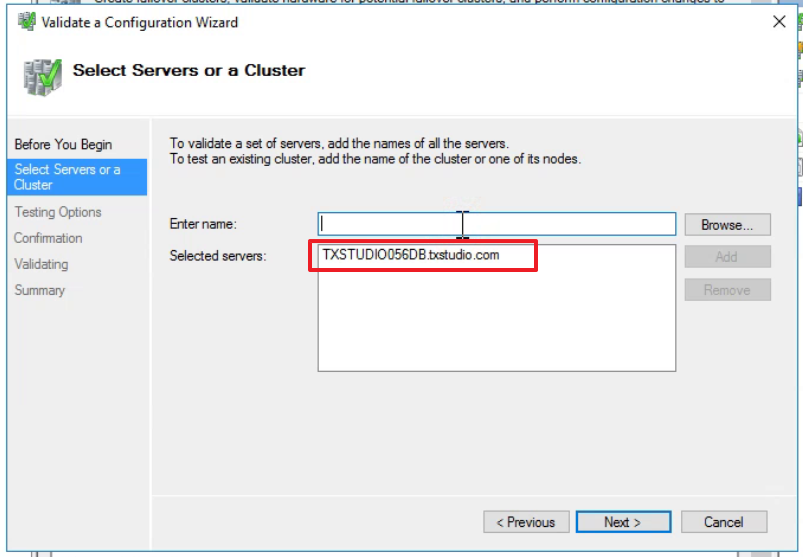 Create failover clusters, validate hardware for potential failover clusters, and perform configuration changes to
Validate a Configuration Wizard
Select Servers or a Cluster
Before You Begin
Select Servers or a
Cluster
Testing Options
Confirmation
Validating
Summary
To validate a set of servers, add the names of all the servers.
To test an existing cluster, add the name of the cluster or one of its nodes.
Enter name:
Browse...
Selected servers:
TXSTUDIO056DB.txstudio.com
Add
Remove
< Previous
Next >
Cancel